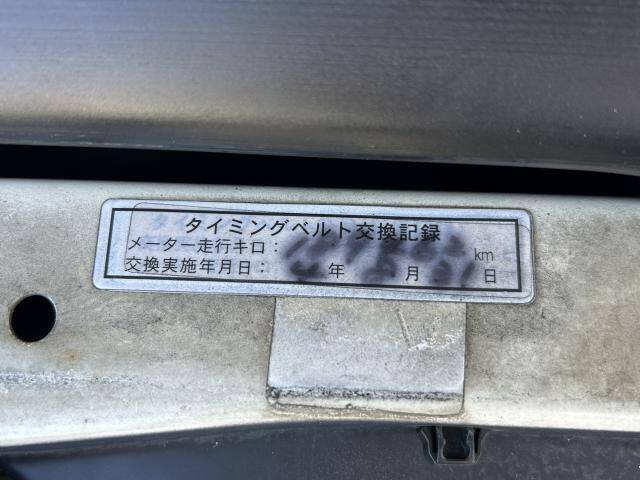 タイミングベルト交換記録
メーター走行キロ： km
交換実施年月日： 年 月 日